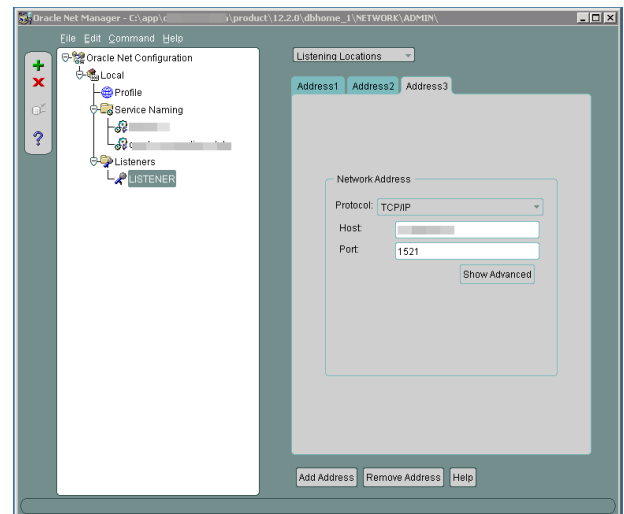 Oracle Net Manager - C:\app\ \product\12.2.0\dbhome_1\NETWORK\ADMIN\
File Edit Command Help
Oracle Net Configuration
Local
Profile
Service Naming
Listeners
LISTENER
Listening Locations
Address1 Address2 Address3
Network Address
Protocol: TCP/IP
Host:
Port: 1521
Show Advanced
Add Address Remove Address Help